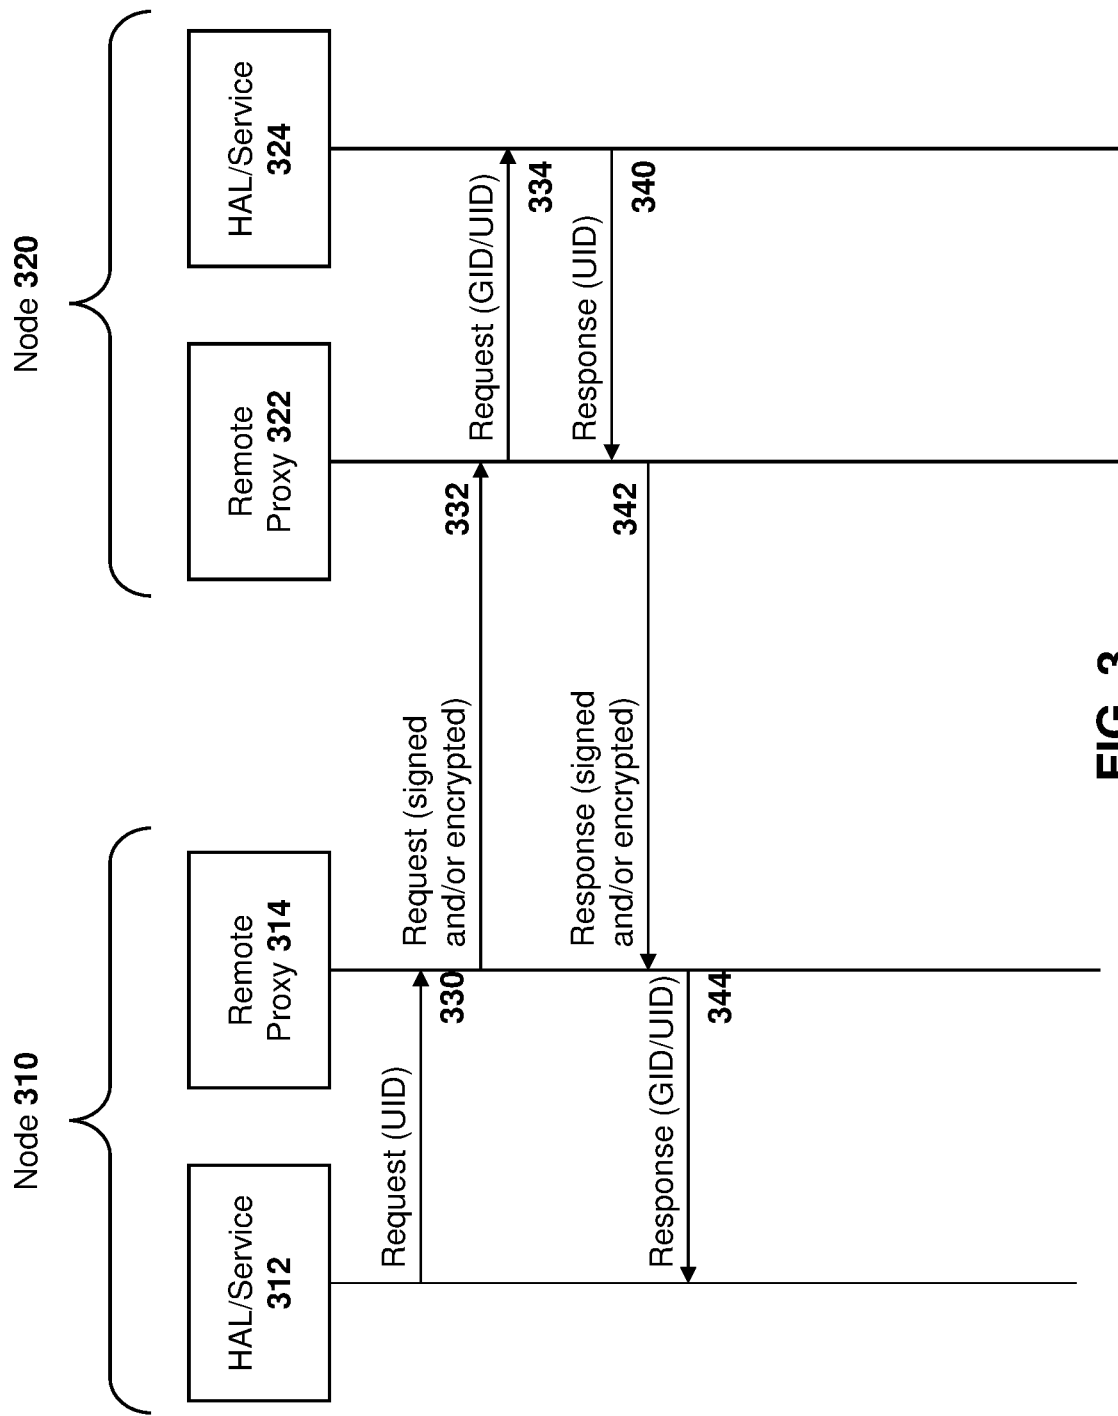 Node 310
Node 320
HAL/Service
312
Remote
Proxy 314
Remote
Proxy 322
HAL/Service
324
Request (UID)
330
Request (signed
and/or encrypted)
332
Request (GID/UID)
334
Response (UID)
340
Response (signed
and/or encrypted)
342
Response (GID/UID)
344
FIG. 3